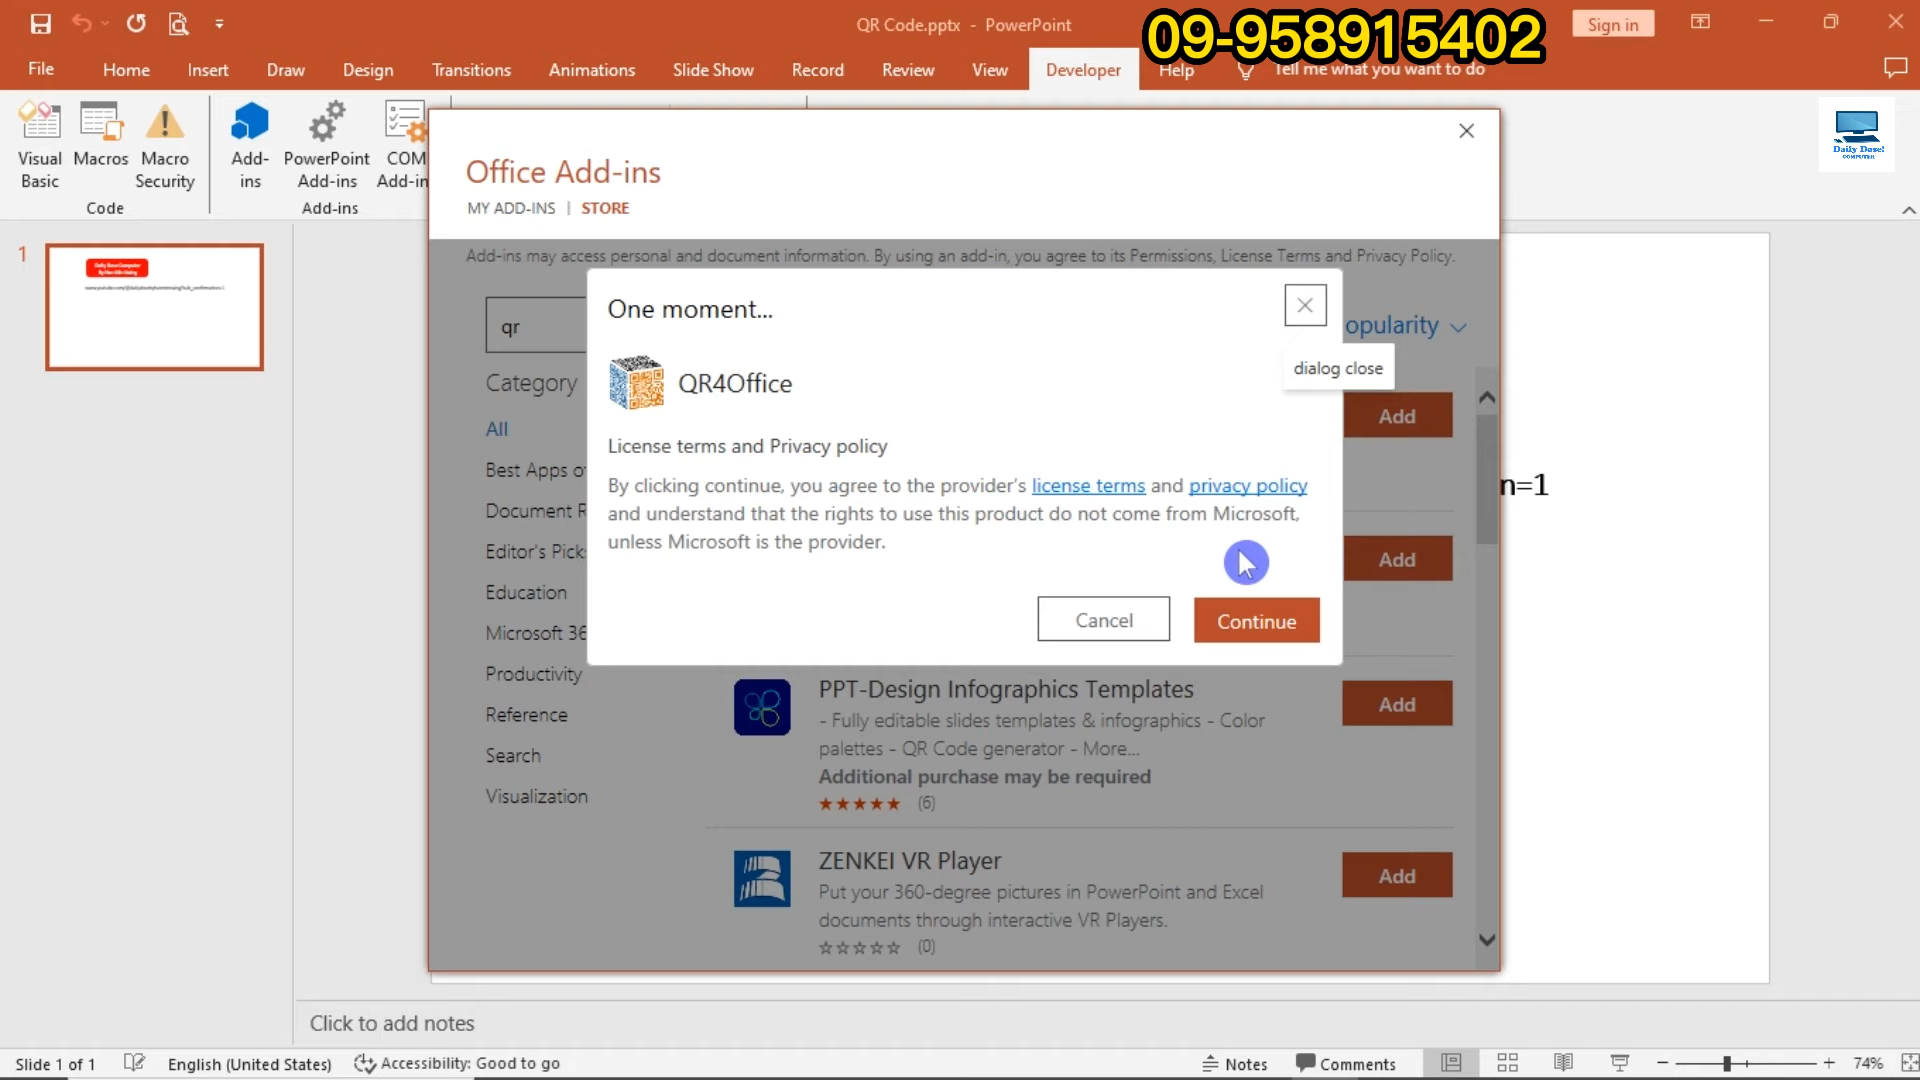 QR Code.pptx - PowerPoint
09-958915402
Sign in
File Home Insert Draw Design Transitions Animations Slide Show Record Review View Developer Help Tell me what you want to do
Visual Basic
Macros
Macro Security
Code
Add-ins
PowerPoint Add-ins
COM Add-in
Add-ins
Daily Dose!
COMPUTER
Office Add-ins
MY ADD-INS | STORE
Add-ins may access personal and document information. By using an add-in, you agree to its Permissions, License Terms and Privacy Policy.
qr
opularity
One moment...
QR4Office
dialog close
License terms and Privacy policy
By clicking continue, you agree to the provider's license terms and privacy policy
and understand that the rights to use this product do not come from Microsoft,
unless Microsoft is the provider.
Cancel
Continue
Category
All
Best Apps o
Document R
Editor's Picks
Education
Microsoft 36
Productivity
Reference
Search
Visualization
Add
Add
PPT-Design Infographics Templates
- Fully editable slides templates & infographics - Color
palettes - QR Code generator - More...
Additional purchase may be required
(6)
Add
ZENKEI VR Player
Put your 360-degree pictures in PowerPoint and Excel
documents through interactive VR Players.
(0)
Add
n=1
1
Click to add notes
Slide 1 of 1
English (United States)
Accessibility: Good to go
Notes
Comments
74%